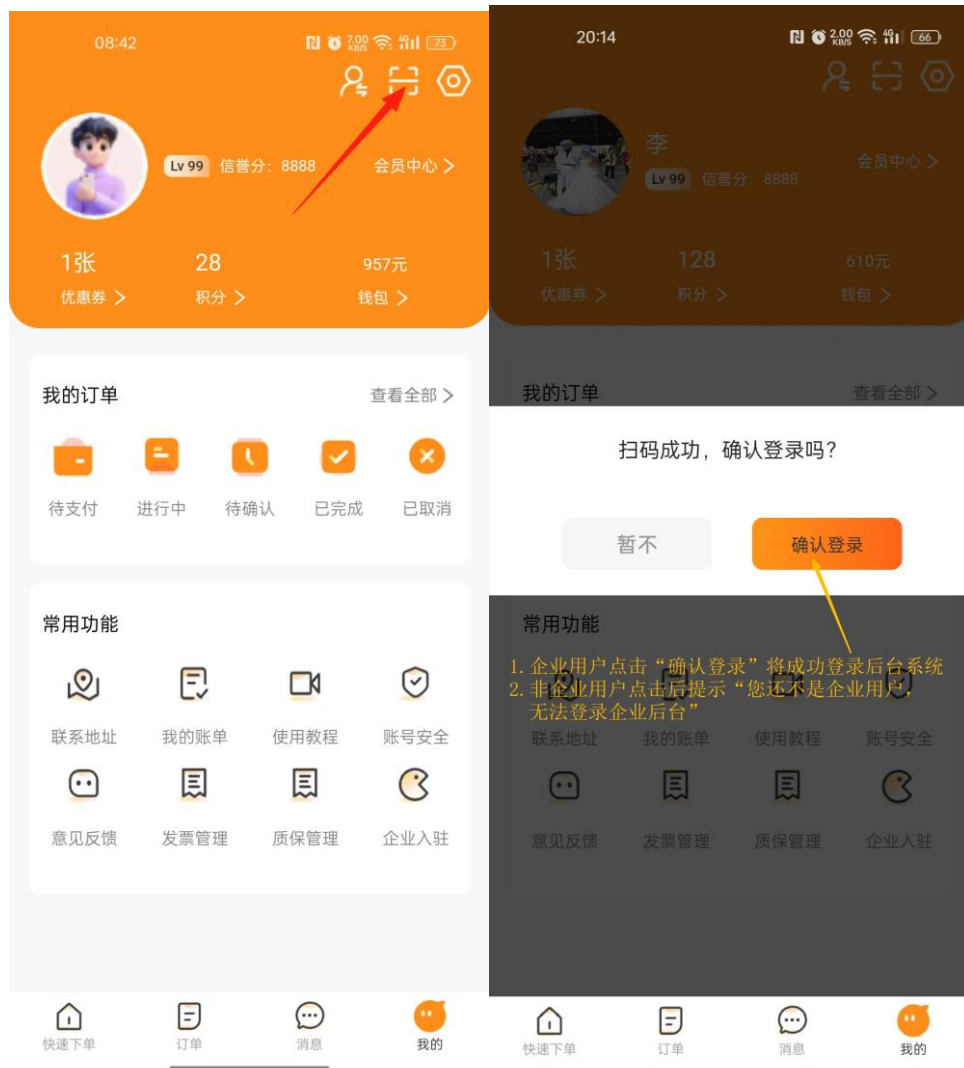 08:42
7.00 KB/S 4G 73
Lv 99 信誉分：8888 会员中心 >
1张 28 957元
优惠券 > 积分 > 钱包 >
我的订单 查看全部 >
待支付 进行中 待确认 已完成 已取消
常用功能
联系地址 我的账单 使用教程 账号安全
意见反馈 发票管理 质保管理 企业入驻
快速下单 订单 消息 我的
20:14
2.00 KB/S 4G 66
李
Lv 99 信誉分：8888 会员中心 >
1张 128 610元
优惠券 > 积分 > 钱包 >
我的订单 查看全部 >
扫码成功，确认登录吗？
暂不 确认登录
常用功能
1. 企业用户点击“确认登录”将成功登录后台系统
2. 非企业用户点击后提示“您还不是企业用户，
无法登录企业后台”
联系地址 我的账单 使用教程 账号安全
意见反馈 发票管理 质保管理 企业入驻
快速下单 订单 消息 我的